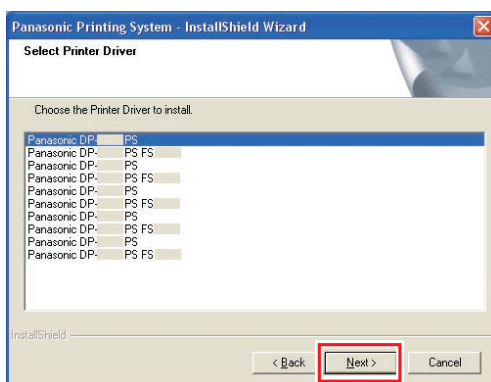 Panasonic Printing System - InstallShield Wizard
Select Printer Driver
Choose the Printer Driver to install.
Panasonic DP- PS
Panasonic DP- PS FS
Panasonic DP- PS
Panasonic DP- PS FS
Panasonic DP- PS
Panasonic DP- PS FS
Panasonic DP- PS
Panasonic DP- PS FS
Panasonic DP- PS
Panasonic DP- PS FS
InstallShield
< Back Next > Cancel